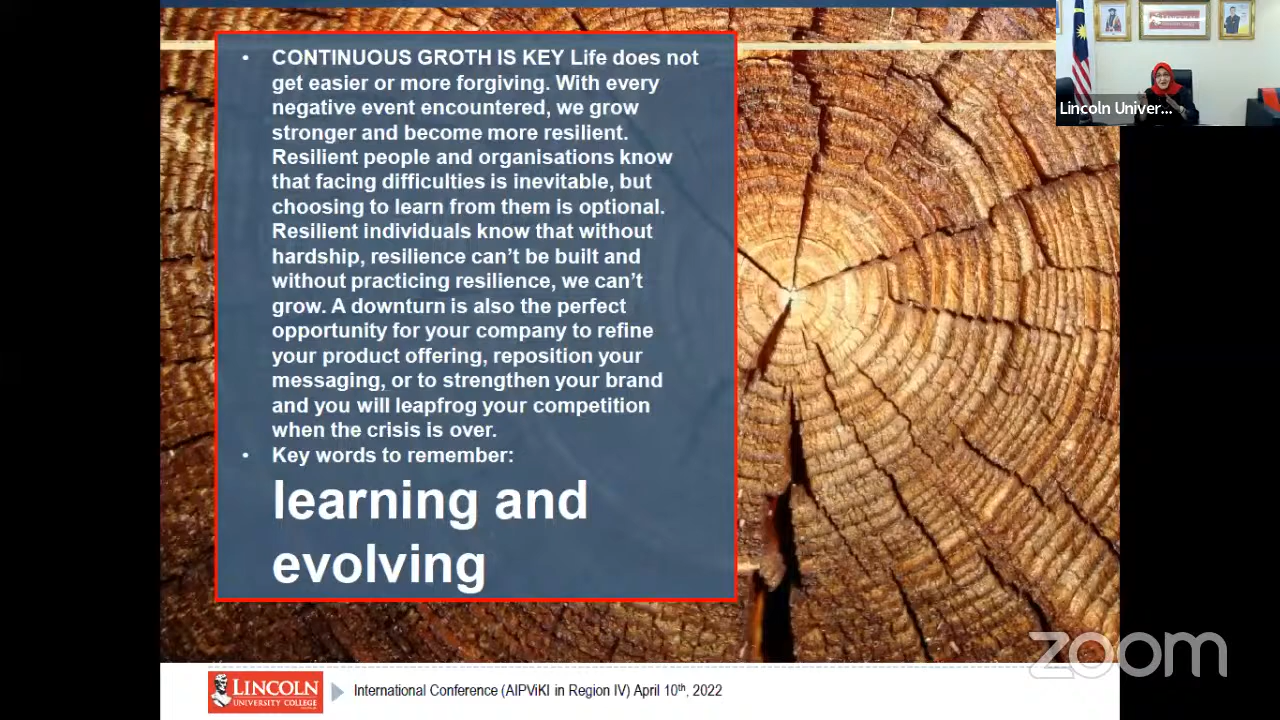 • CONTINUOUS GROTH IS KEY Life does not
get easier or more forgiving. With every
negative event encountered, we grow
stronger and become more resilient.
Resilient people and organisations know
that facing difficulties is inevitable, but
choosing to learn from them is optional.
Resilient individuals know that without
hardship, resilience can’t be built and
without practicing resilience, we can’t
grow. A downturn is also the perfect
opportunity for your company to refine
your product offering, reposition your
messaging, or to strengthen your brand
and you will leapfrog your competition
when the crisis is over.
• Key words to remember:
learning and
evolving
Lincoln Univer...
zoom
LINCOLN
UNIVERSITY COLLEGE
International Conference (AIPViKI in Region IV) April 10th, 2022